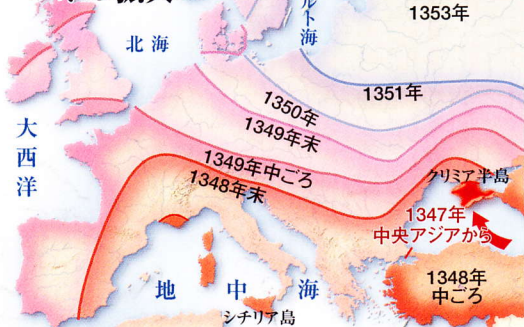 1353年
北海
ルト海
1351年
1350年
1349年末
大西洋
1349年中ごろ
1348年末
クリミア半島
1347年
中央アジアから
1348年
中ごろ
地中海
シチリア島